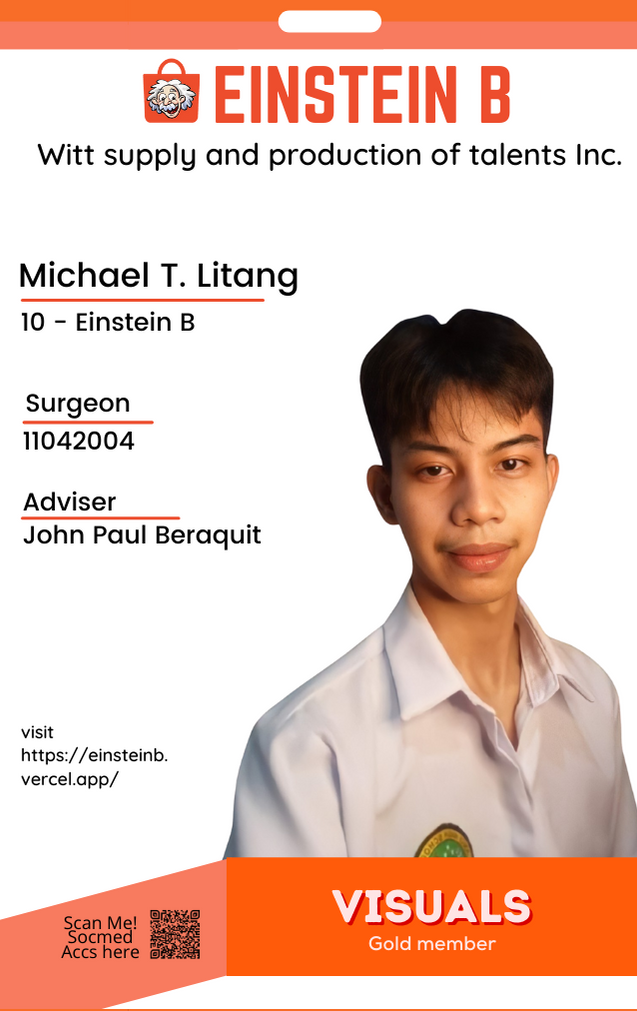 EINSTEIN B
Witt supply and production of talents Inc.
Michael T. Litang
10 - Einstein B
Surgeon
11042004
Adviser
John Paul Beraquit
visit
https://einsteinb.
vercel.app/
VISUALS
Gold member
Scan Me!
Socmed
Accs here